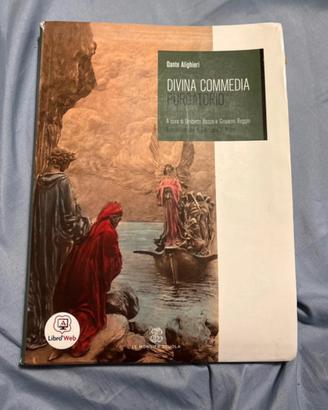 Dante Alighieri
DIVINA COMMEDIA
PURGATORIO
A cura di Umberto Bosco e Giovanni Reggio
Libro+Web
LE MONNIER SCUOLA